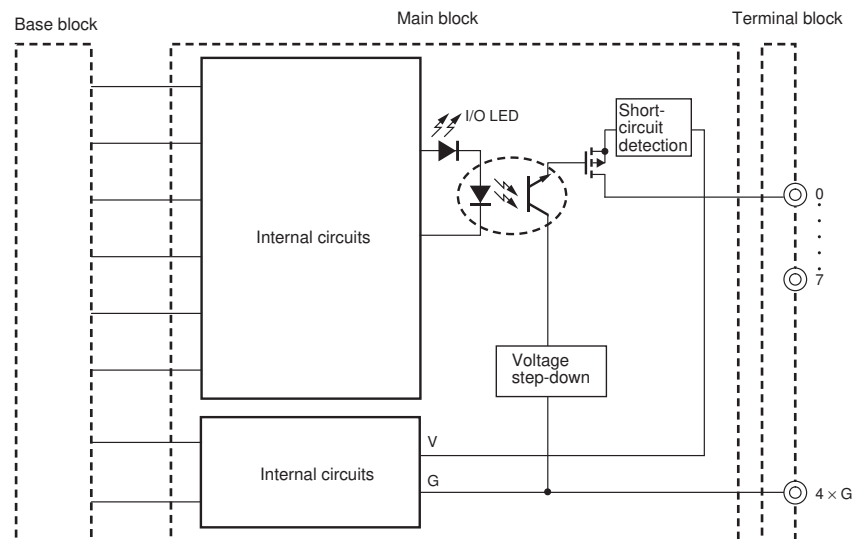 Base block
Main block
Terminal block
I/O LED
Short-
circuit
detection
0
7
Internal circuits
Voltage
step-down
Internal circuits
V
G
4 × G